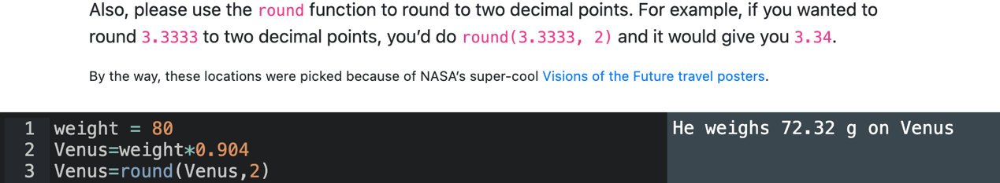 Also, please use the round function to round to two decimal points. For example, if you wanted to
round 3.3333 to two decimal points, you’d do round(3.3333, 2) and it would give you 3.34.
By the way, these locations were picked because of NASA’s super-cool Visions of the Future travel posters.
1 weight = 80
2 Venus=weight*0.904
3 Venus=round(Venus,2)
He weighs 72.32 g on Venus